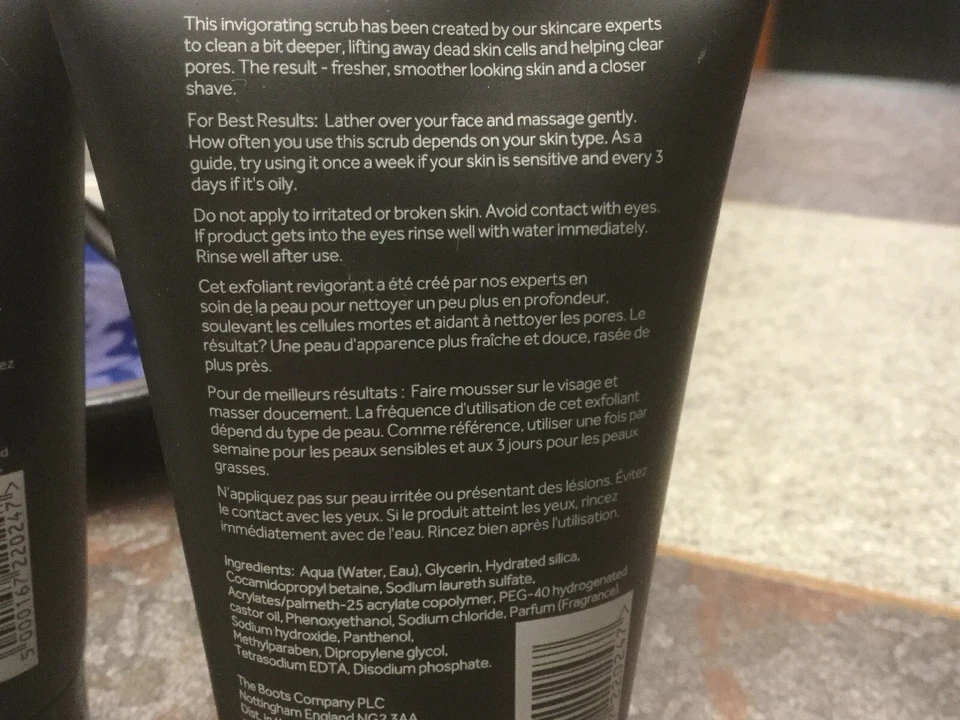 This invigorating scrub has been created by our skincare experts
to clean a bit deeper, lifting away dead skin cells and helping clear
pores. The result - fresher, smoother looking skin and a closer
shave.
For Best Results: Lather over your face and massage gently.
How often you use this scrub depends on your skin type. As a
guide, try using it once a week if your skin is sensitive and every 3
days if it's oily.
Do not apply to irritated or broken skin. Avoid contact with eyes.
If product gets into the eyes rinse well with water immediately.
Rinse well after use.
Cet exfoliant revigorant a été créé par nos experts en
soin de la peau pour nettoyer un peu plus en profondeur,
soulevant les cellules mortes et aidant à nettoyer les pores. Le
résultat? Une peau d'apparence plus fraîche et douce, rasée de
plus près.
Pour de meilleurs résultats : Faire mousser sur le visage et
masser doucement. La fréquence d'utilisation de cet exfoliant
dépend du type de peau. Comme référence, utiliser une fois par
semaine pour les peaux sensibles et aux 3 jours pour les peaux
grasses.
N'appliquez pas sur peau irritée ou présentant des lésions. Évitez
le contact avec les yeux. Si le produit atteint les yeux, rincez
immédiatement avec de l'eau. Rincez bien après l'utilisation.
Ingredients: Aqua (Water, Eau), Glycerin, Hydrated silica,
Cocamidopropyl betaine, Sodium laureth sulfate,
Acrylates/palmeth-25 acrylate copolymer, PEG-40 hydrogenated
castor oil, Phenoxyethanol, Sodium chloride, Parfum (Fragrance),
Sodium hydroxide, Panthenol,
Methylparaben, Dipropylene glycol,
Tetrasodium EDTA, Disodium phosphate.
The Boots Company PLC
Nottingham England NG2 3AA
ez
d
5000167220247>